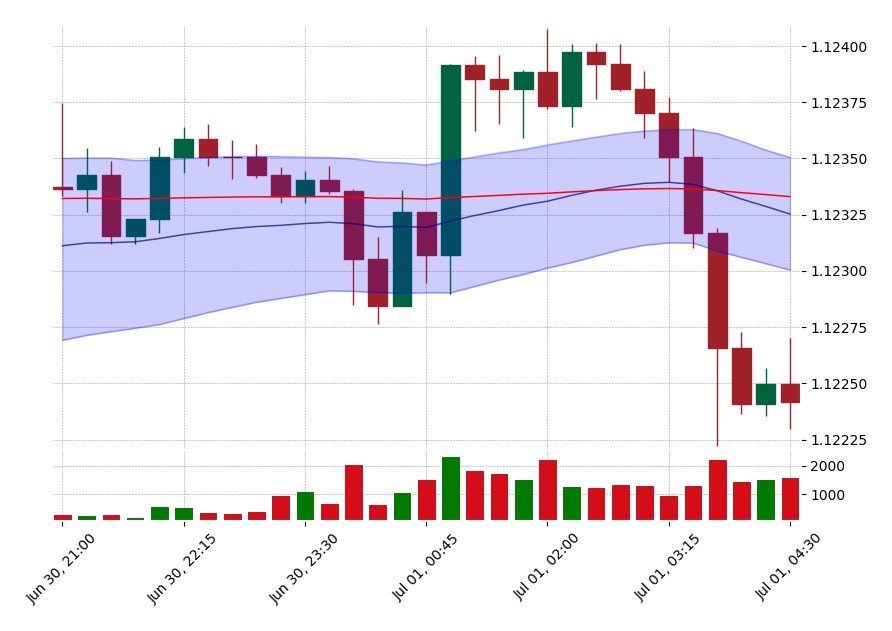 1.12400
1.12375
1.12350
1.12325
1.12300
1.12275
1.12250
1.12225
2000
1000
Jun 30, 21:00
Jun 30, 22:15
Jun 30, 23:30
Jul 01, 00:45
Jul 01, 02:00
Jul 01, 03:15
Jul 01, 04:30